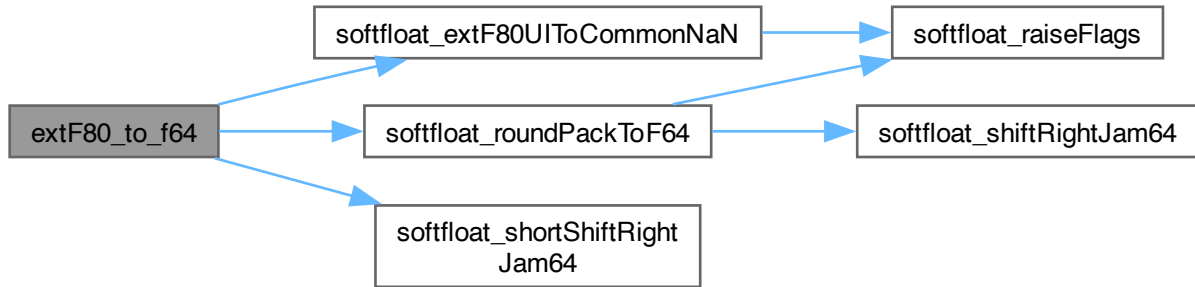 softfloat_extF80UIToCommonNaN
softfloat_raiseFlags
extF80_to_f64
softfloat_roundPackToF64
softfloat_shiftRightJam64
softfloat_shortShiftRight
Jam64